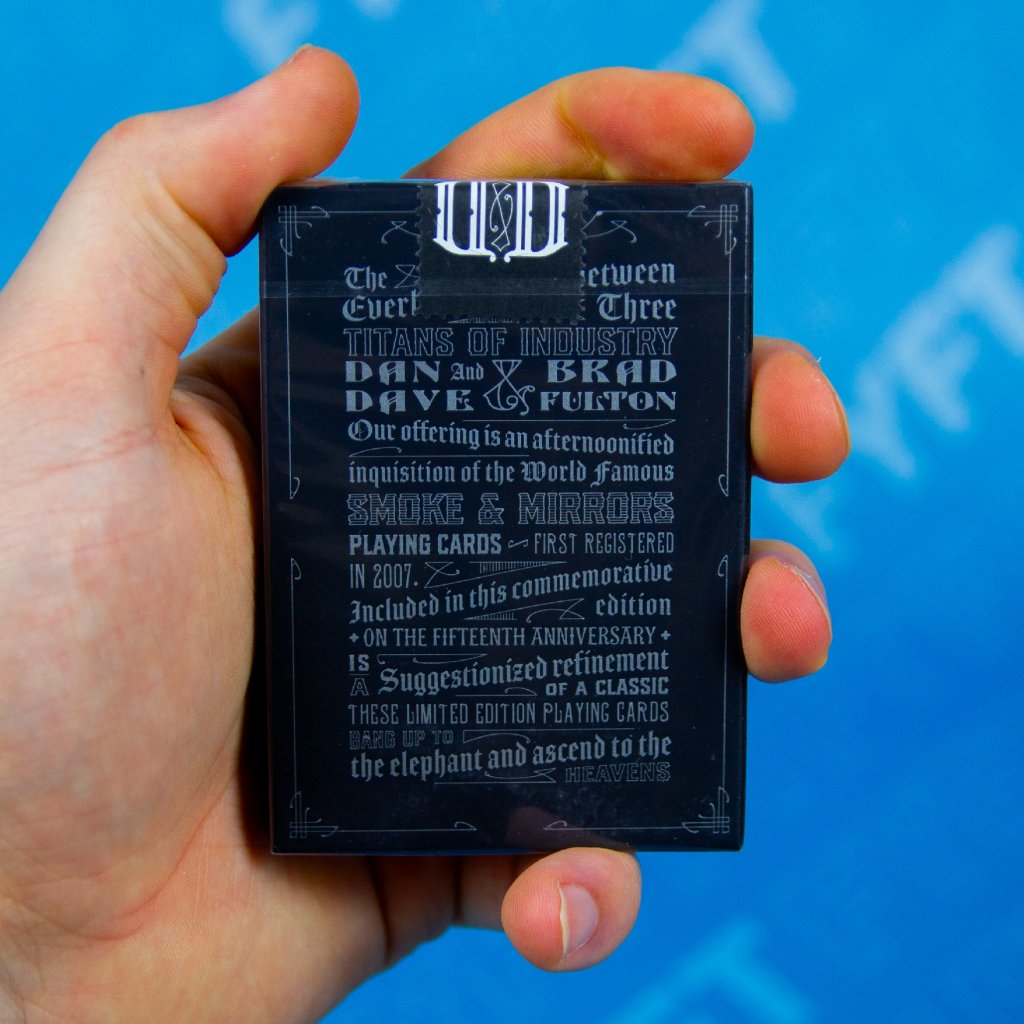 DD
The etween
Everl Three
TITANS OF INDUSTRY
DAN And BRAD
DAVE & FULTON
Our offering is an afternoonified
inquisition of the World Famous
SMOKE & MIRRORS
PLAYING CARDS ~ FIRST REGISTERED
IN 2007.
Included in this commemorative
edition
+ ON THE FIFTEENTH ANNIVERSARY +
IS
A Suggestionized refinement
OF A CLASSIC
THESE LIMITED EDITION PLAYING CARDS
BANG UP TO
the elephant and ascend to the
HEAVENS